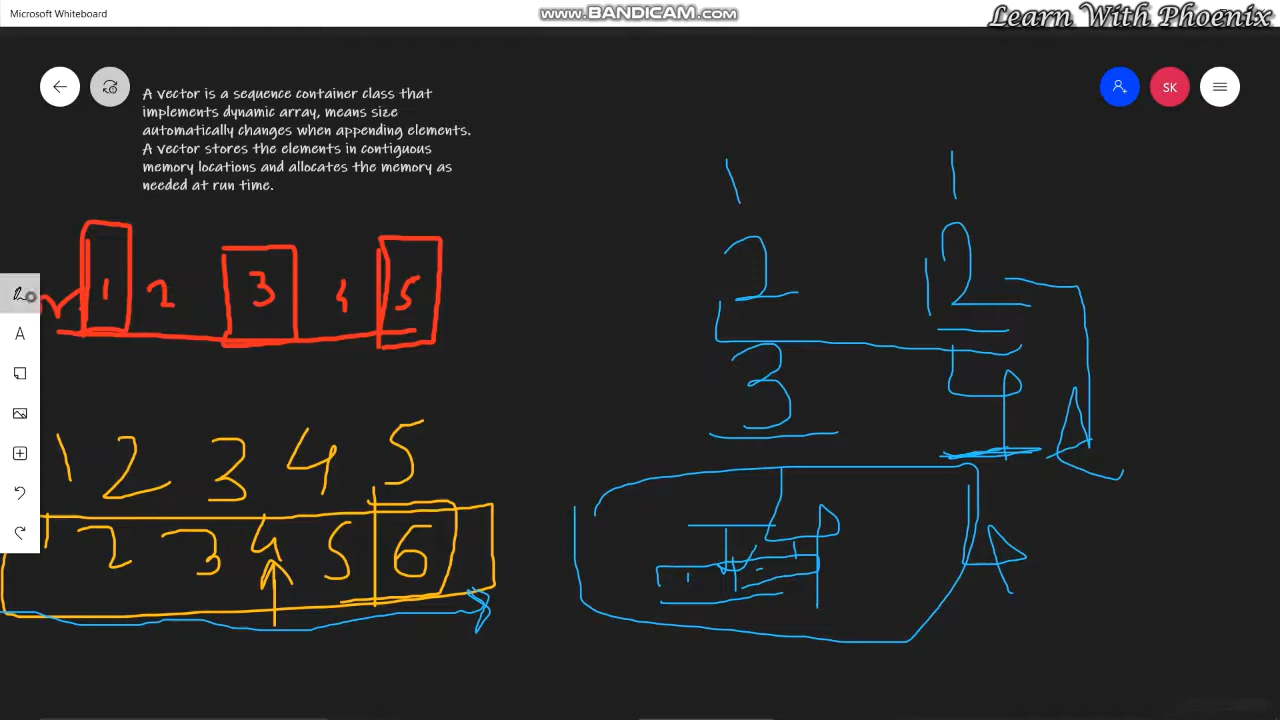 Microsoft Whiteboard
www.BANDICAM.com
Learn With Phoenix
A vector is a sequence container class that
implements dynamic array, means size
automatically changes when appending elements.
A vector stores the elements in contiguous
memory locations and allocates the memory as
needed at run time.
SK
A
1 2 3 4 5
1 2 3 4 5
1 2 3 4 5 6
1 1
2 2
3 4